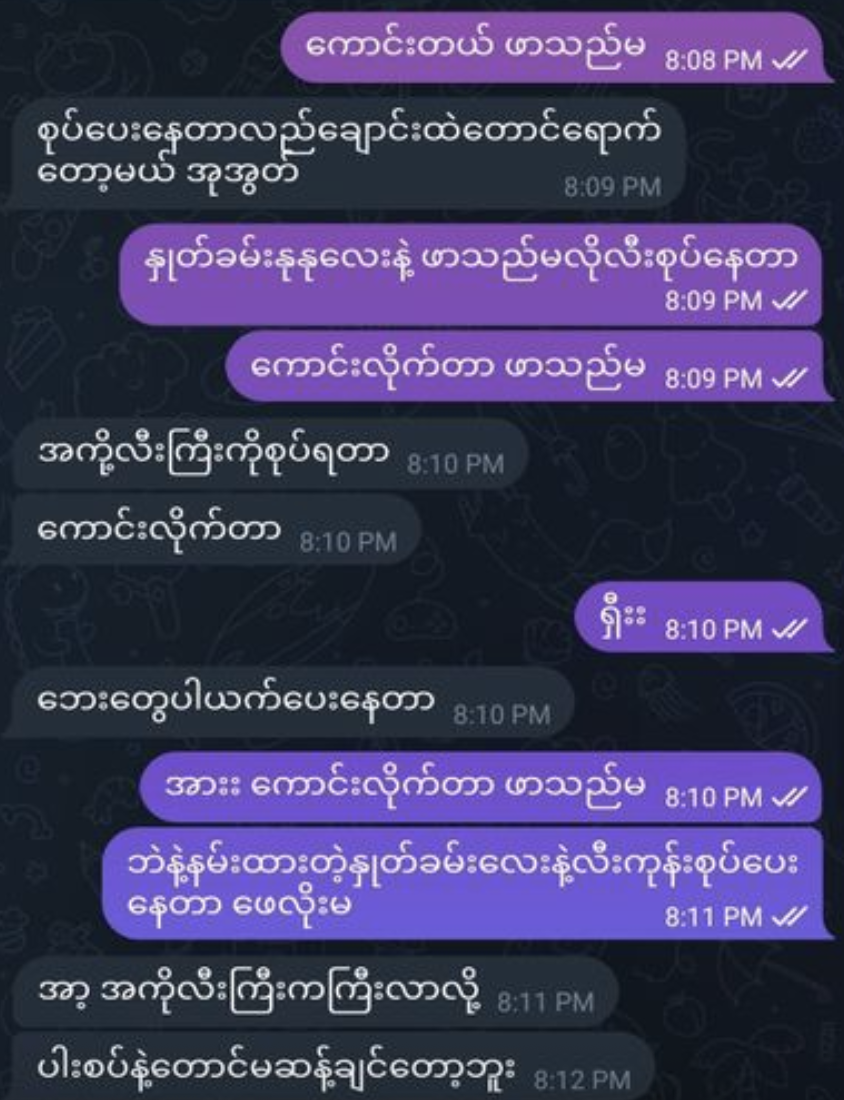 ကောင်းတယ် ဖာသည်မ 8:08 PM
စုပ်ပေးနေတာလည်ချောင်းထဲတောင်ရောက်
တော့မယ် အုအွတ် 8:09 PM
နှုတ်ခမ်းနုနုလေးနဲ့ ဖာသည်မလိုလီးစုပ်နေတာ
8:09 PM
ကောင်းလိုက်တာ ဖာသည်မ 8:09 PM
အကို့လီးကြီးကိုစုပ်ရတာ 8:10 PM
ကောင်းလိုက်တာ 8:10 PM
ရှီးး 8:10 PM
ဘေးတွေပါယက်ပေးနေတာ 8:10 PM
အားး ကောင်းလိုက်တာ ဖာသည်မ 8:10 PM
ဘဲနဲ့နမ်းထားတဲ့နှုတ်ခမ်းလေးနဲ့လီးကုန်းစုပ်ပေး
နေတာ ဖေလိုးမ 8:11 PM
အာ့ အကိုလီးကြီးကကြီးလာလို့ 8:11 PM
ပါးစပ်နဲ့တောင်မဆန့်ချင်တော့ဘူး 8:12 PM